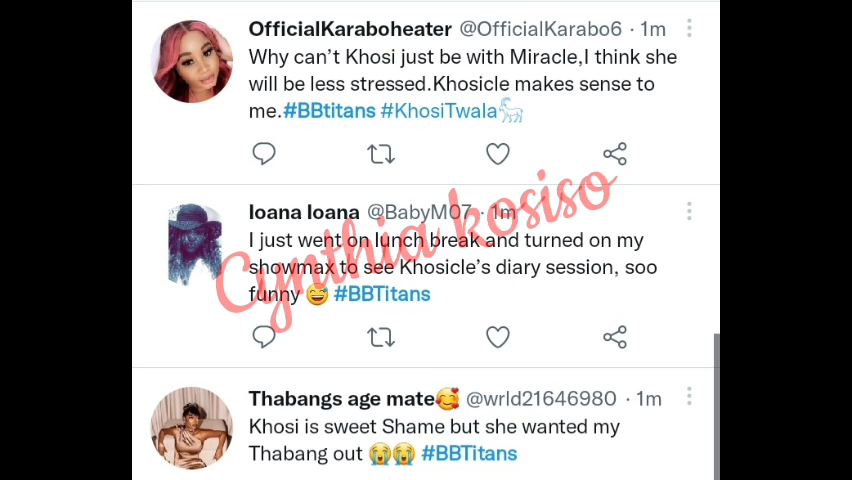 OfficialKaraboheater @OfficialKarabo6 · 1m
Why can't Khosi just be with Miracle,I think she
will be less stressed.Khosicle makes sense to
me.#BBtitans #KhosiTwala
Ioana Ioana @BabyM07 · 1m
I just went on lunch break and turned on my
showmax to see Khosicle's diary session, soo
funny 😅 #BBTitans
Cynthia kosiso
Thabangs age mate🥰 @wrld21646980 · 1m
Khosi is sweet Shame but she wanted my
Thabang out 😭😭 #BBTitans